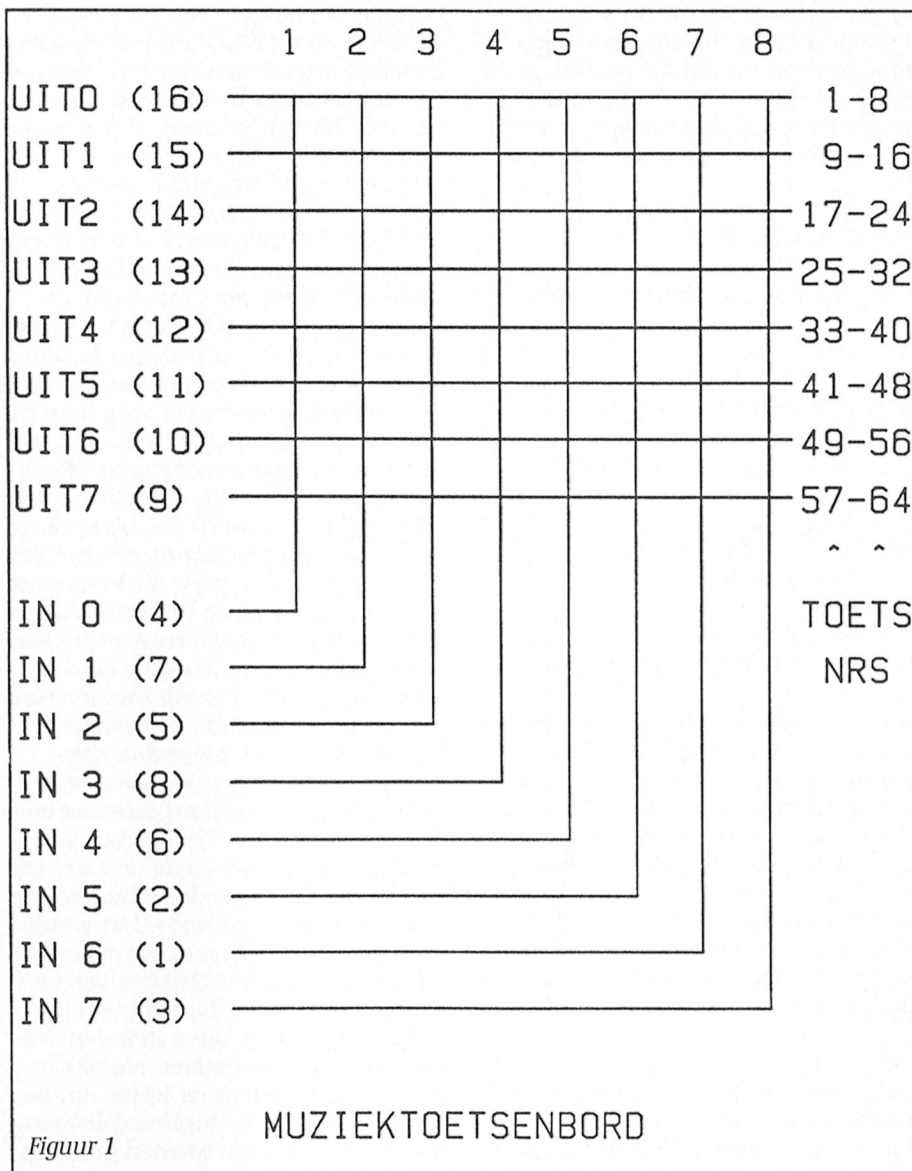 1 2 3 4 5 6 7 8
UIT0 (16) 1-8
UIT1 (15) 9-16
UIT2 (14) 17-24
UIT3 (13) 25-32
UIT4 (12) 33-40
UIT5 (11) 41-48
UIT6 (10) 49-56
UIT7 (9) 57-64
^ ^
IN 0 (4) TOETS
IN 1 (7) NRS
IN 2 (5)
IN 3 (8)
IN 4 (6)
IN 5 (2)
IN 6 (1)
IN 7 (3)
MUZIEKTOETSENBORD
Figuur 1